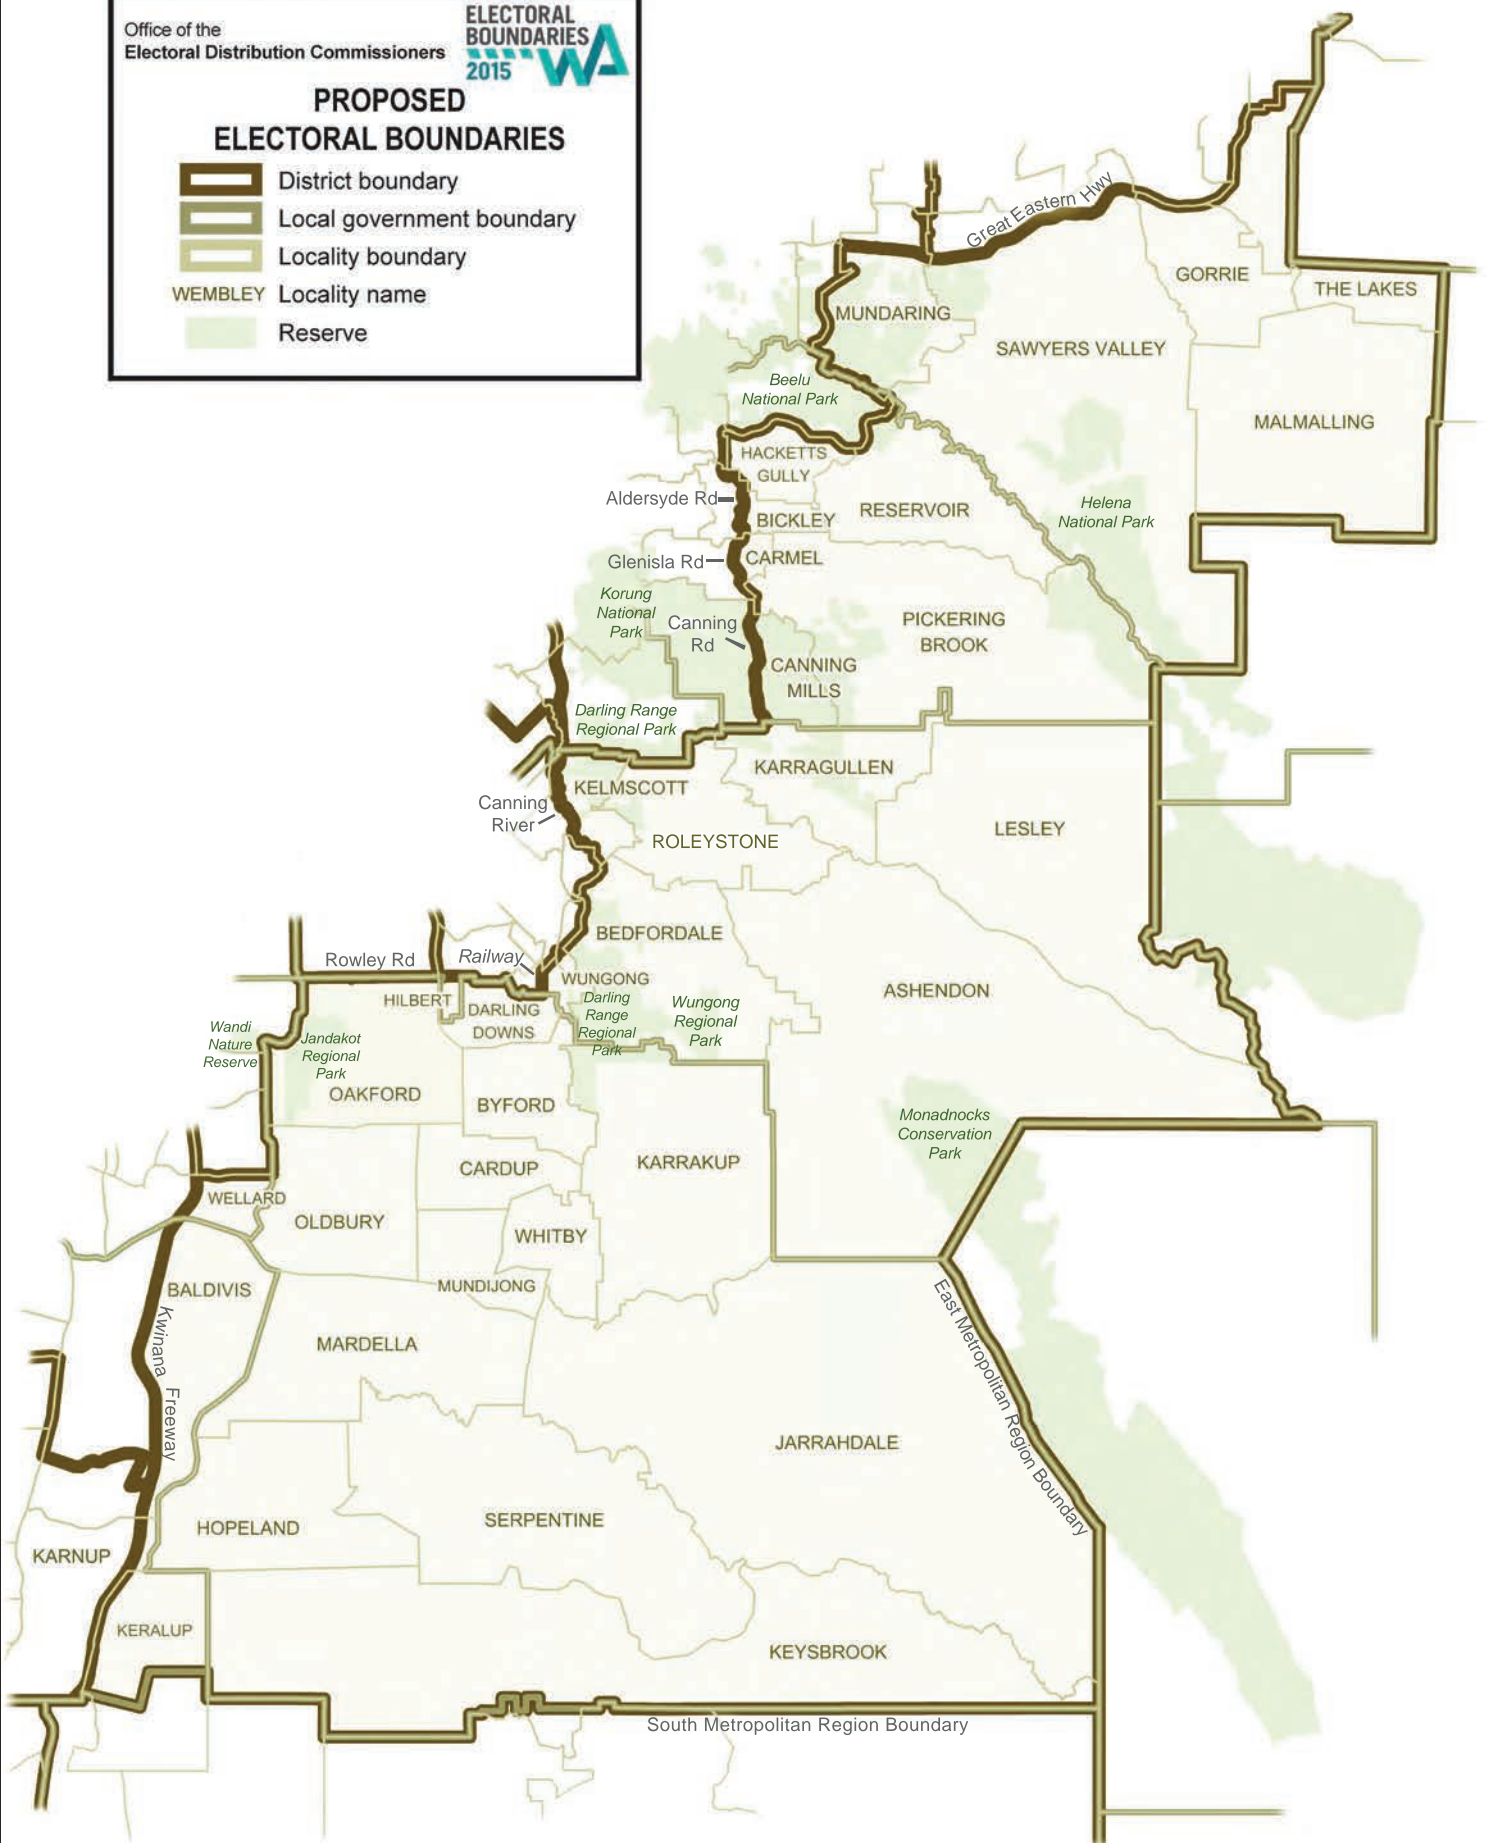 Office of the
Electoral Distribution Commissioners
ELECTORAL
BOUNDARIES
2015 WA
PROPOSED
ELECTORAL BOUNDARIES
District boundary
Local government boundary
Locality boundary
WEMBLEY Locality name
Reserve
Great Eastern Hwy
GORRIE
THE LAKES
MUNDARING
SAWYERS VALLEY
Beelu
National Park
MALMALLING
HACKETTS
GULLY
Aldersyde Rd
RESERVOIR
Helena
National Park
BICKLEY
Glenisla Rd
CARMEL
Korung
National
Park
Canning
Rd
PICKERING
BROOK
CANNING
MILLS
Darling Range
Regional Park
KARRAGULLEN
KELMSCOTT
Canning
River
ROLEYSTONE
LESLEY
BEDFORDALE
Rowley Rd
Railway
WUNGONG
HILBERT
DARLING
DOWNS
Darling
Range
Regional
Park
Wungong
Regional
Park
ASHENDON
Wandi
Nature
Reserve
Jandakot
Regional
Park
OAKFORD
BYFORD
Monadnocks
Conservation
Park
CARDUP
KARRAKUP
WELLARD
OLDBURY
WHITBY
BALDIVIS
MUNDIJONG
Kwinana Freeway
MARDELLA
East Metropolitan Region Boundary
JARRAHDALE
HOPELAND
SERPENTINE
KARNUP
KERALUP
KEYSBROOK
South Metropolitan Region Boundary